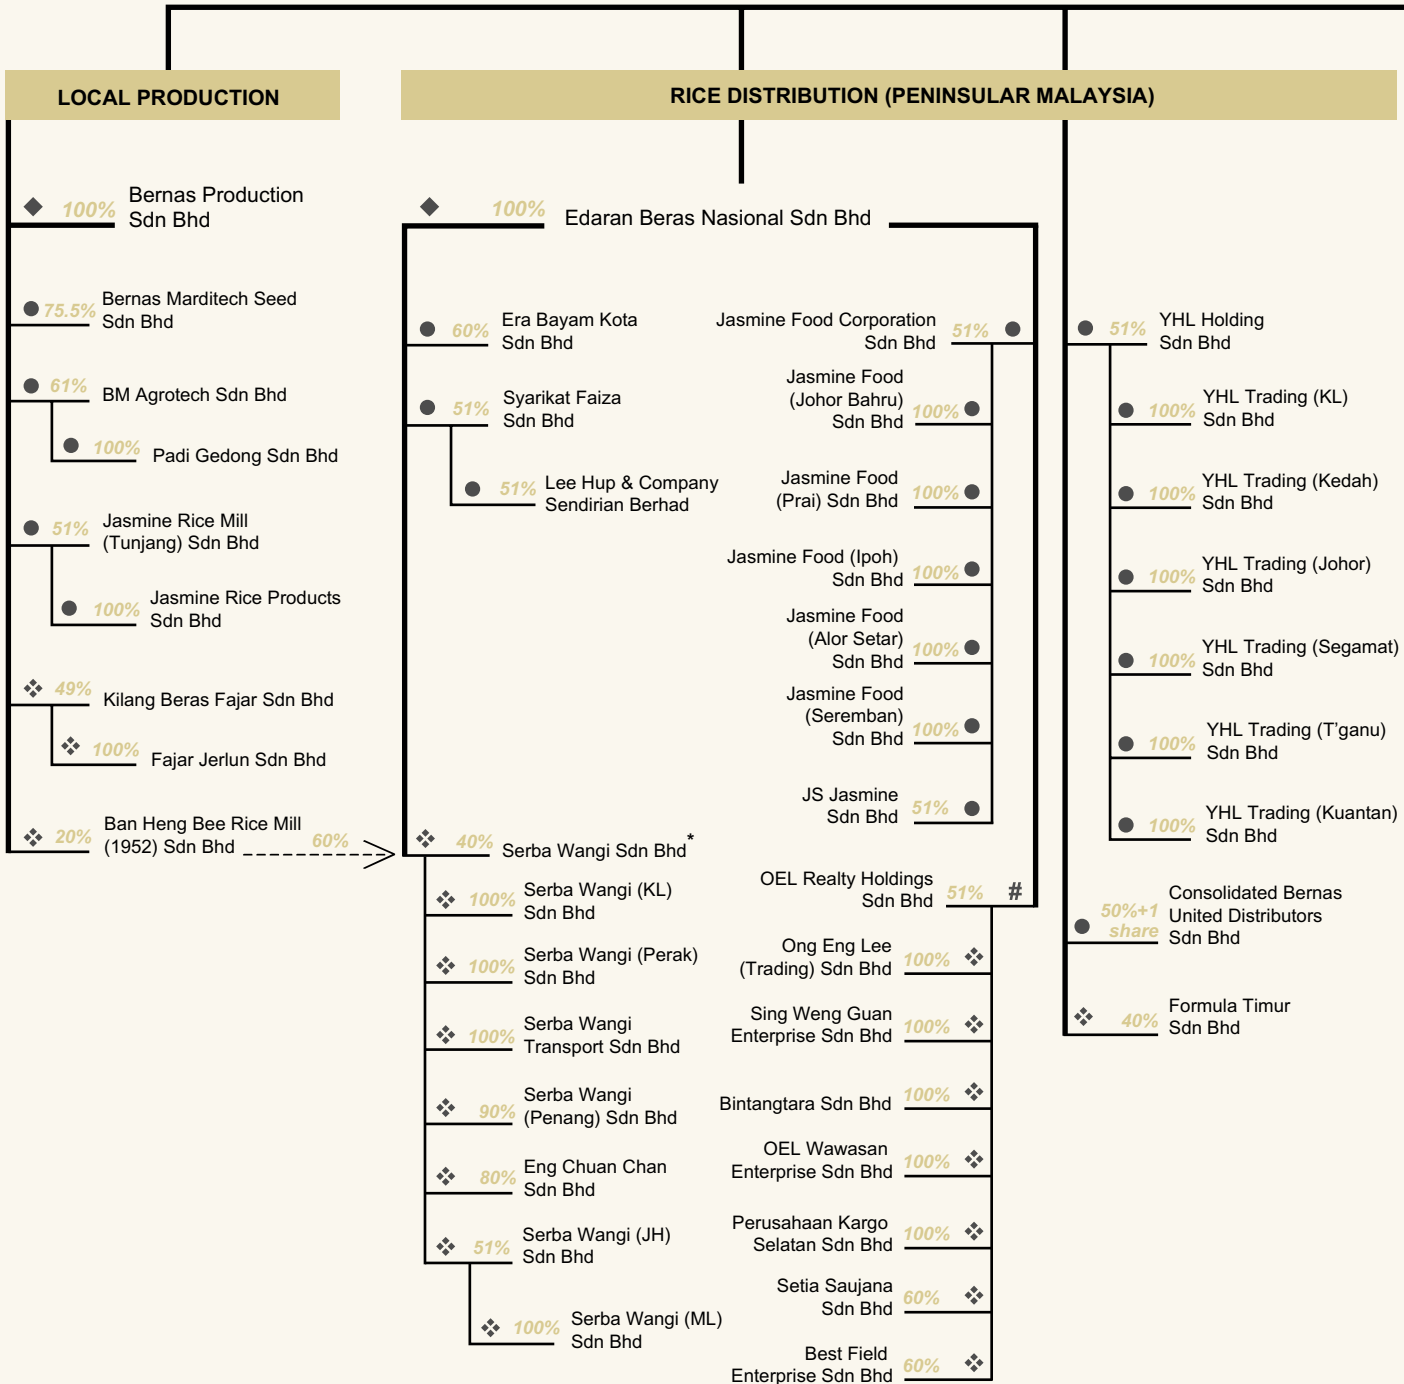 LOCAL PRODUCTION
100%
Bernas Production
Sdn Bhd
75.5%
Bernas Marditech Seed
Sdn Bhd
61%
BM Agrotech Sdn Bhd
100%
Padi Gedong Sdn Bhd
51%
Jasmine Rice Mill
(Tunjang) Sdn Bhd
100%
Jasmine Rice Products
Sdn Bhd
49%
Kilang Beras Fajar Sdn Bhd
100%
Fajar Jerlun Sdn Bhd
20%
Ban Heng Bee Rice Mill
(1952) Sdn Bhd
60%
RICE DISTRIBUTION (PENINSULAR MALAYSIA)
100%
Edaran Beras Nasional Sdn Bhd
60%
Era Bayam Kota
Sdn Bhd
51%
Syarikat Faiza
Sdn Bhd
51%
Lee Hup & Company
Sendirian Berhad
40%
Serba Wangi Sdn Bhd*
100%
Serba Wangi (KL)
Sdn Bhd
100%
Serba Wangi (Perak)
Sdn Bhd
100%
Serba Wangi
Transport Sdn Bhd
90%
Serba Wangi
(Penang) Sdn Bhd
80%
Eng Chuan Chan
Sdn Bhd
51%
Serba Wangi (JH)
Sdn Bhd
100%
Serba Wangi (ML)
Sdn Bhd
Jasmine Food Corporation
Sdn Bhd
51%
Jasmine Food
(Johor Bahru)
Sdn Bhd
100%
Jasmine Food
(Prai) Sdn Bhd
100%
Jasmine Food (Ipoh)
Sdn Bhd
100%
Jasmine Food
(Alor Setar)
Sdn Bhd
100%
Jasmine Food
(Seremban)
Sdn Bhd
100%
JS Jasmine
Sdn Bhd
51%
OEL Realty Holdings
Sdn Bhd
51% #
Ong Eng Lee
(Trading) Sdn Bhd
100%
Sing Weng Guan
Enterprise Sdn Bhd
100%
Bintangtara Sdn Bhd
100%
OEL Wawasan
Enterprise Sdn Bhd
100%
Perusahaan Kargo
Selatan Sdn Bhd
100%
Setia Saujana
Sdn Bhd
60%
Best Field
Enterprise Sdn Bhd
60%
51%
YHL Holding
Sdn Bhd
100%
YHL Trading (KL)
Sdn Bhd
100%
YHL Trading (Kedah)
Sdn Bhd
100%
YHL Trading (Johor)
Sdn Bhd
100%
YHL Trading (Segamat)
Sdn Bhd
100%
YHL Trading (T'ganu)
Sdn Bhd
100%
YHL Trading (Kuantan)
Sdn Bhd
50%+1
share
Consolidated Bernas
United Distributors
Sdn Bhd
40%
Formula Timur
Sdn Bhd